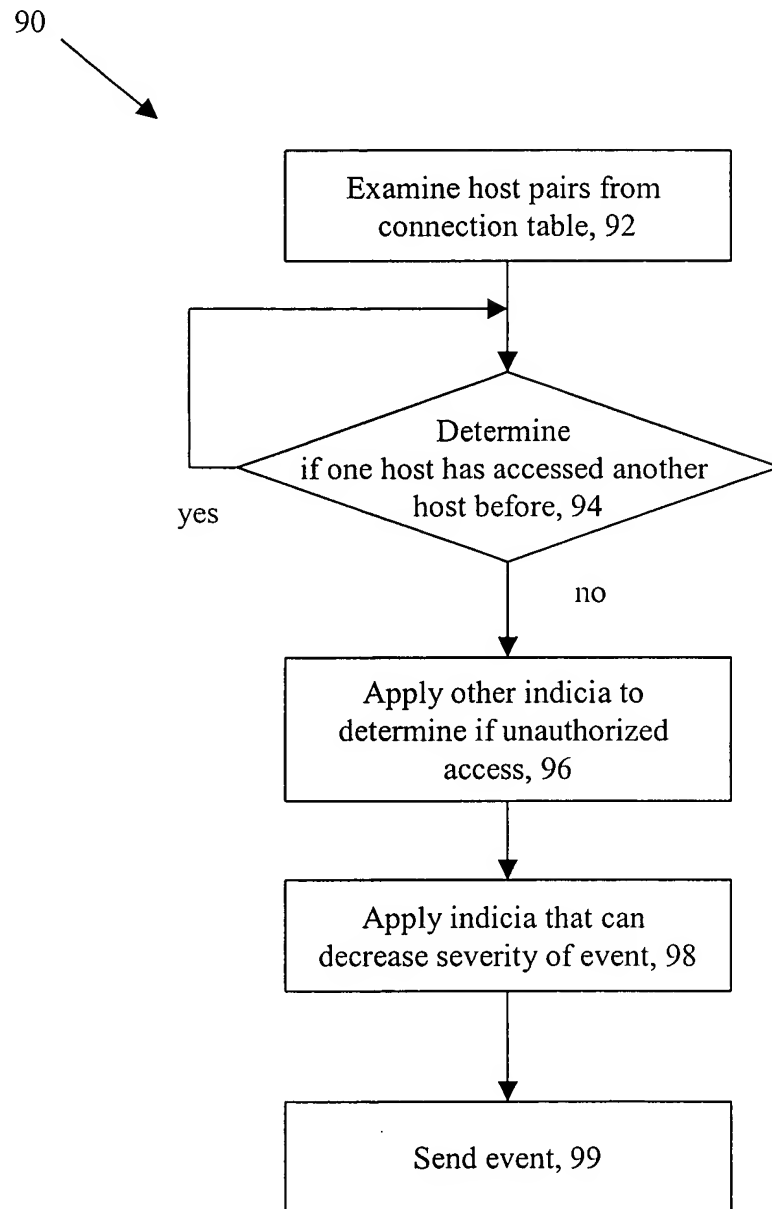 90
Examine host pairs from
connection table, 92
Determine
if one host has accessed another
host before, 94
yes
no
Apply other indicia to
determine if unauthorized
access, 96
Apply indicia that can
decrease severity of event, 98
Send event, 99